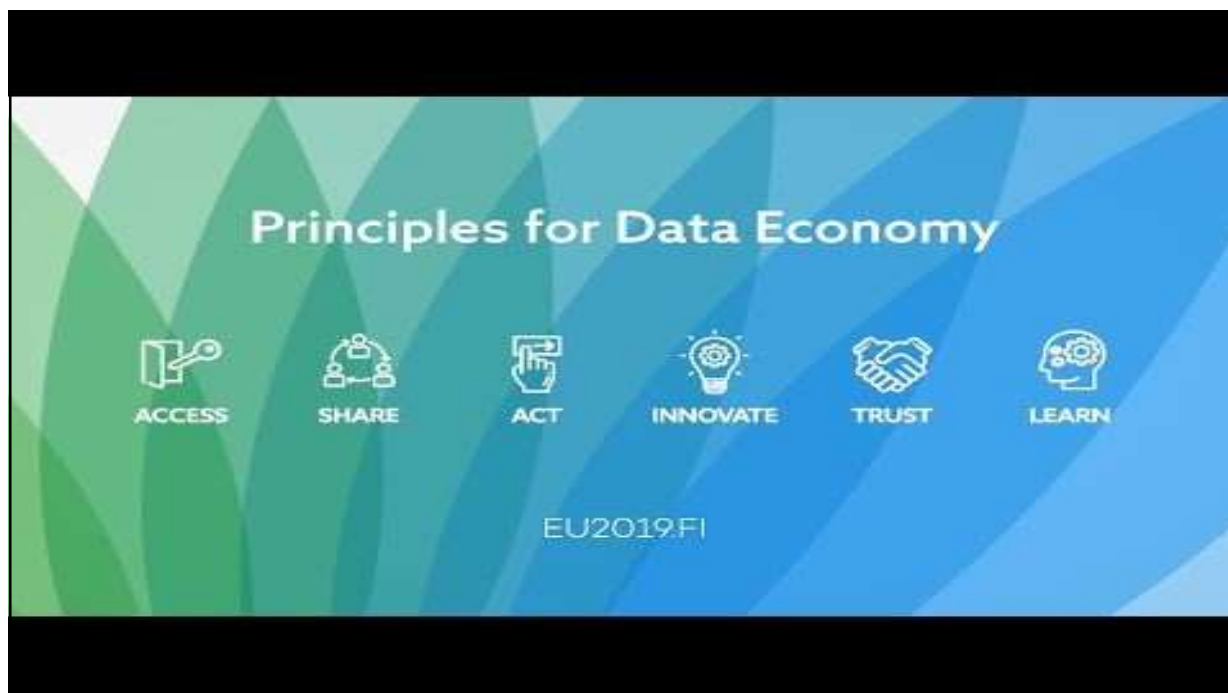 Principles for Data Economy
ACCESS SHARE ACT INNOVATE TRUST LEARN
EU2019.FI